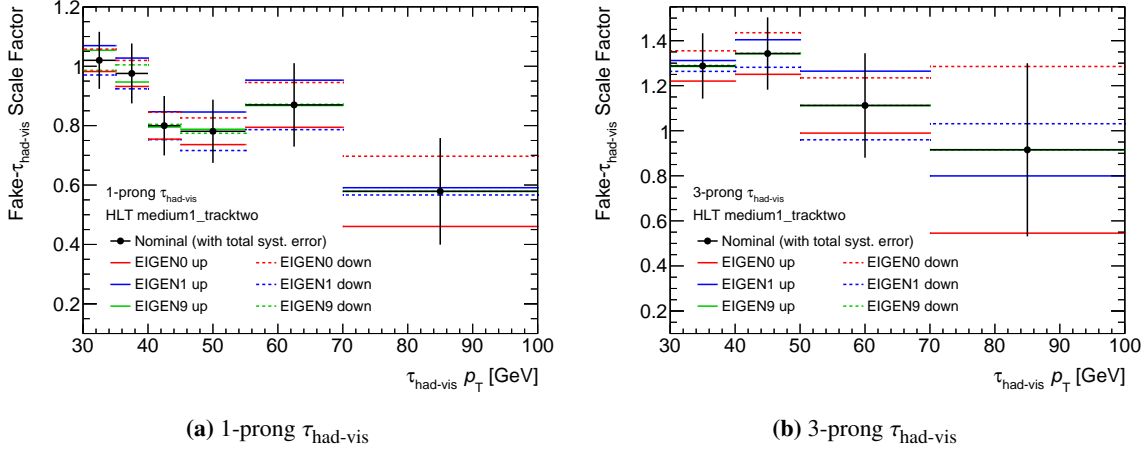 Fake-τhad-vis Scale Factor
1.2
1
0.8
0.6
0.4
0.2
1-prong τhad-vis
HLT medium1_tracktwo
Nominal (with total syst. error)
EIGEN0 up EIGEN0 down
EIGEN1 up EIGEN1 down
EIGEN9 up EIGEN9 down
30 40 50 60 70 80 90 100
τhad-vis pT [GeV]
(a) 1-prong τhad-vis
Fake-τhad-vis Scale Factor
1.4
1.2
1
0.8
0.6
0.4
0.2
3-prong τhad-vis
HLT medium1_tracktwo
Nominal (with total syst. error)
EIGEN0 up EIGEN0 down
EIGEN1 up EIGEN1 down
EIGEN9 up EIGEN9 down
30 40 50 60 70 80 90 100
τhad-vis pT [GeV]
(b) 3-prong τhad-vis